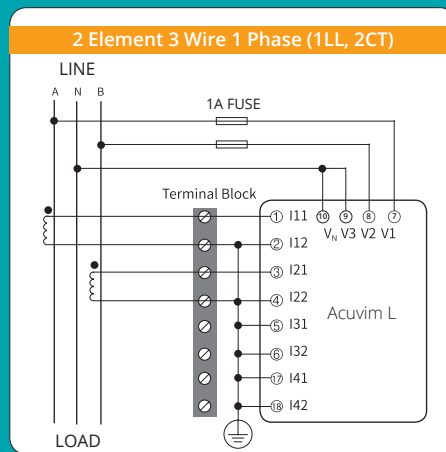 2 Element 3 Wire 1 Phase (1LL, 2CT)
LINE
A N B
1A FUSE
Terminal Block
10 9 8 7
VN V3 V2 V1
1 I11
2 I12
3 I21
4 I22
5 I31
6 I32
17 I41
18 I42
Acuvim L
LOAD